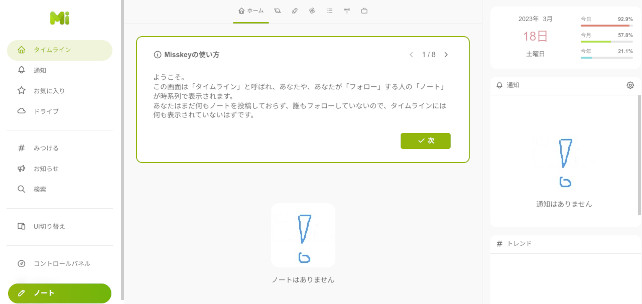 Mi
タイムライン
通知
お気に入り
ドライブ
みつける
お知らせ
検索
UI切り替え
コントロールパネル
ノート
ホーム
Misskeyの使い方
1 / 8
ようこそ。
この画面は「タイムライン」と呼ばれ、あなたや、あなたが「フォロー」する人の「ノート」
が時系列で表示されます。
あなたはまだ何もノートを投稿しておらず、誰もフォローしていないので、タイムラインには
何も表示されていないはずです。
次
ノートはありません
2023年 3月
18日
土曜日
今日 92.9%
今月 57.8%
今年 21.1%
通知
通知はありません
トレンド